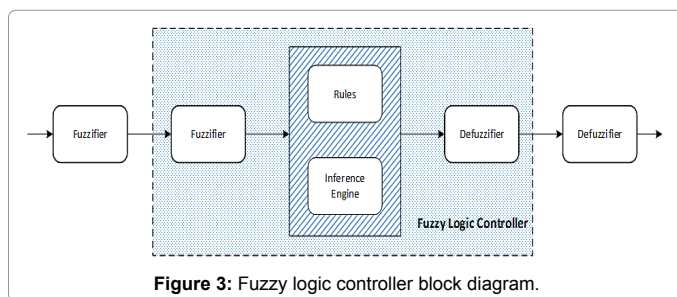 Rules
Fuzzifier
Fuzzifier
Defuzzifier
Defuzzifier
Inference
Engine
Fuzzy Logic Controller
Figure 3: Fuzzy logic controller block diagram.